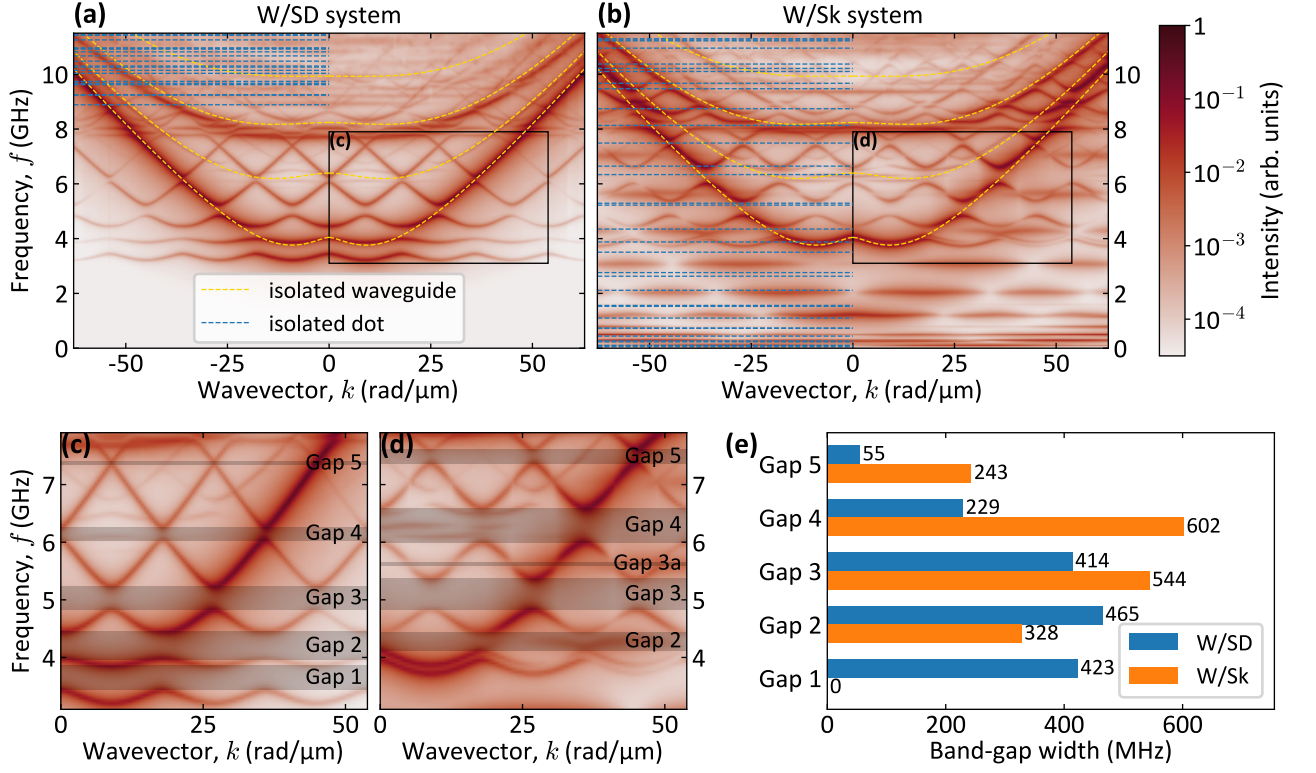 (a) W/SD system
(b) W/Sk system
Frequency, f (GHz)
10
8
6
4
2
0
(c)
isolated waveguide
isolated dot
-50 -25 0 25 50
Wavevector, k (rad/μm)
(d)
10
8
6
4
2
0
-50 -25 0 25 50
Wavevector, k (rad/μm)
1
10⁻¹
10⁻²
10⁻³
10⁻⁴
Intensity (arb. units)
(c)
Frequency, f (GHz)
7
6
5
4
Gap 5
Gap 4
Gap 3
Gap 2
Gap 1
0 25 50
Wavevector, k (rad/μm)
(d)
Gap 5
Gap 4
Gap 3a
Gap 3
Gap 2
7
6
5
4
0 25 50
Wavevector, k (rad/μm)
(e)
Gap 5 55
243
Gap 4 229
602
Gap 3 414
544
Gap 2 465
328
Gap 1 423
0
W/SD
W/Sk
0 200 400 600
Band-gap width (MHz)